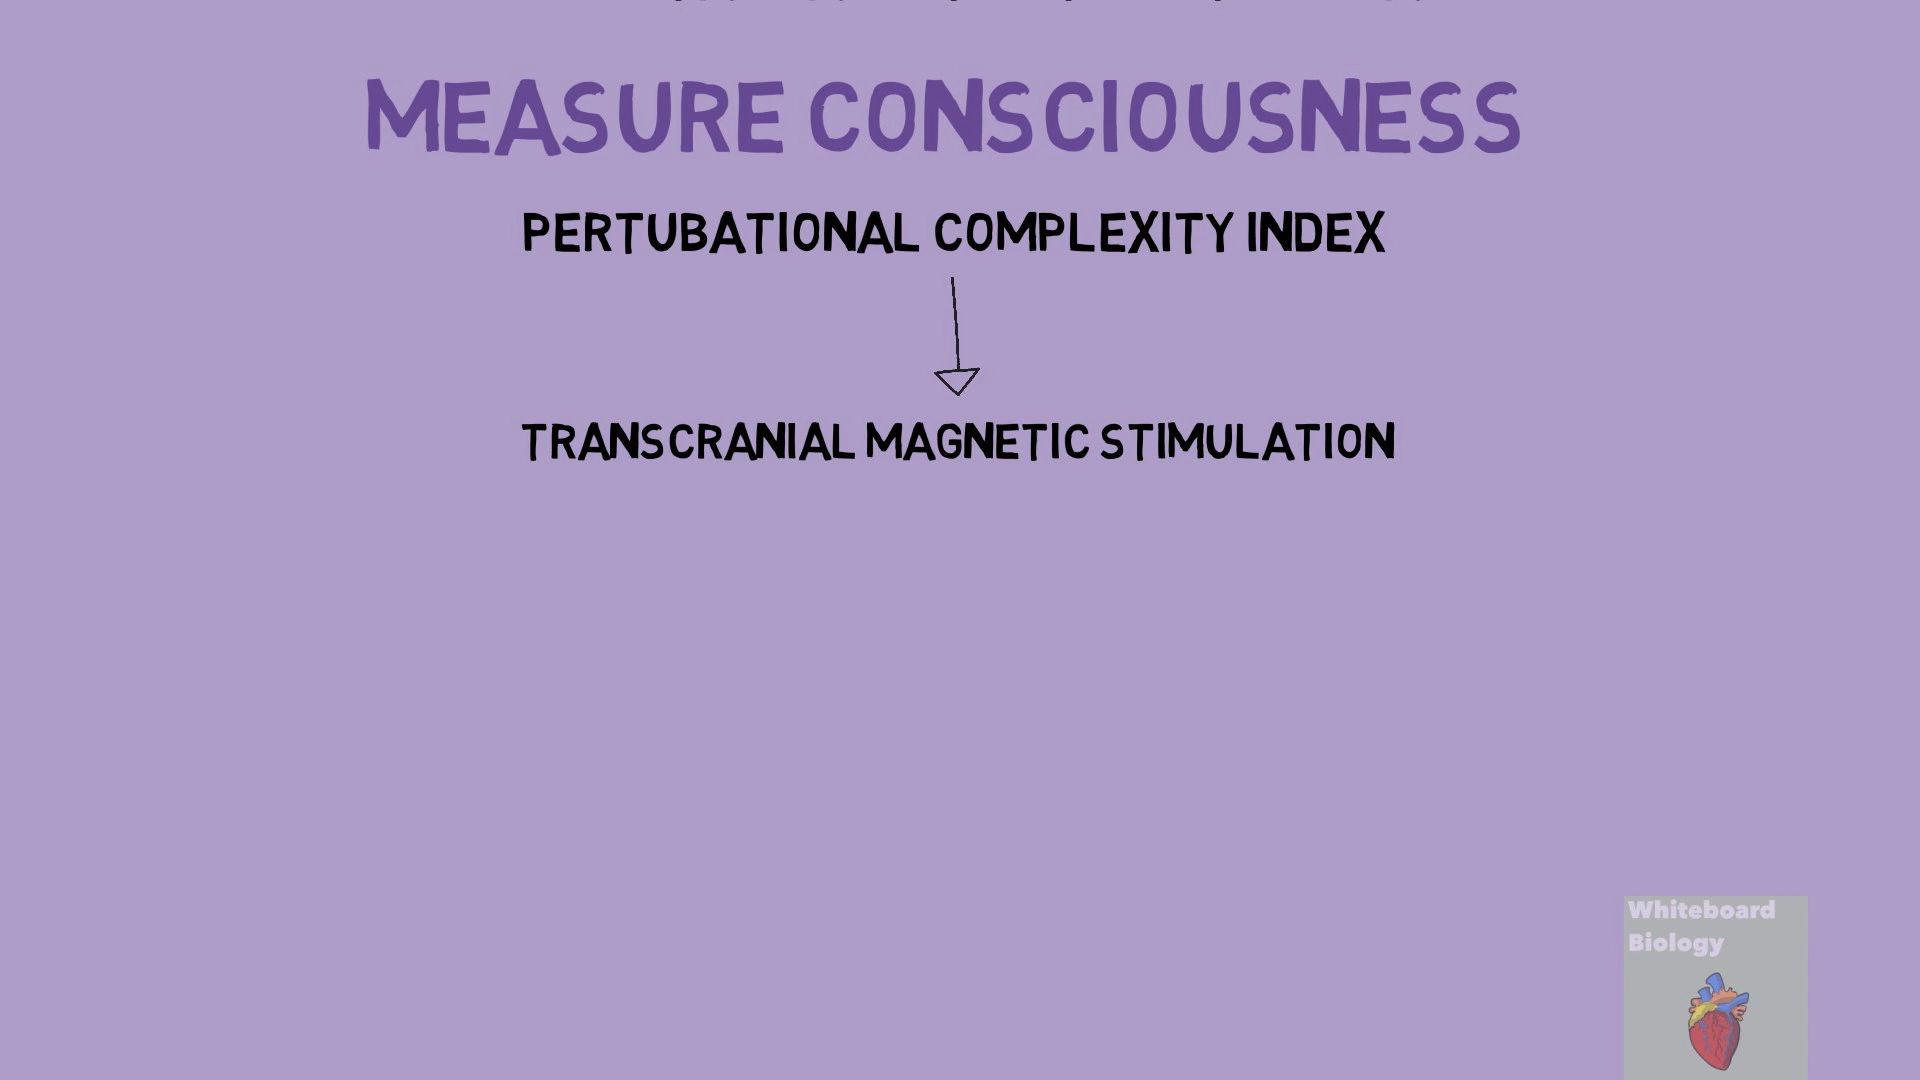 MEASURE CONSCIOUSNESS
PERTUBATIONAL COMPLEXITY INDEX
TRANSCRANIAL MAGNETIC STIMULATION
Whiteboard
Biology